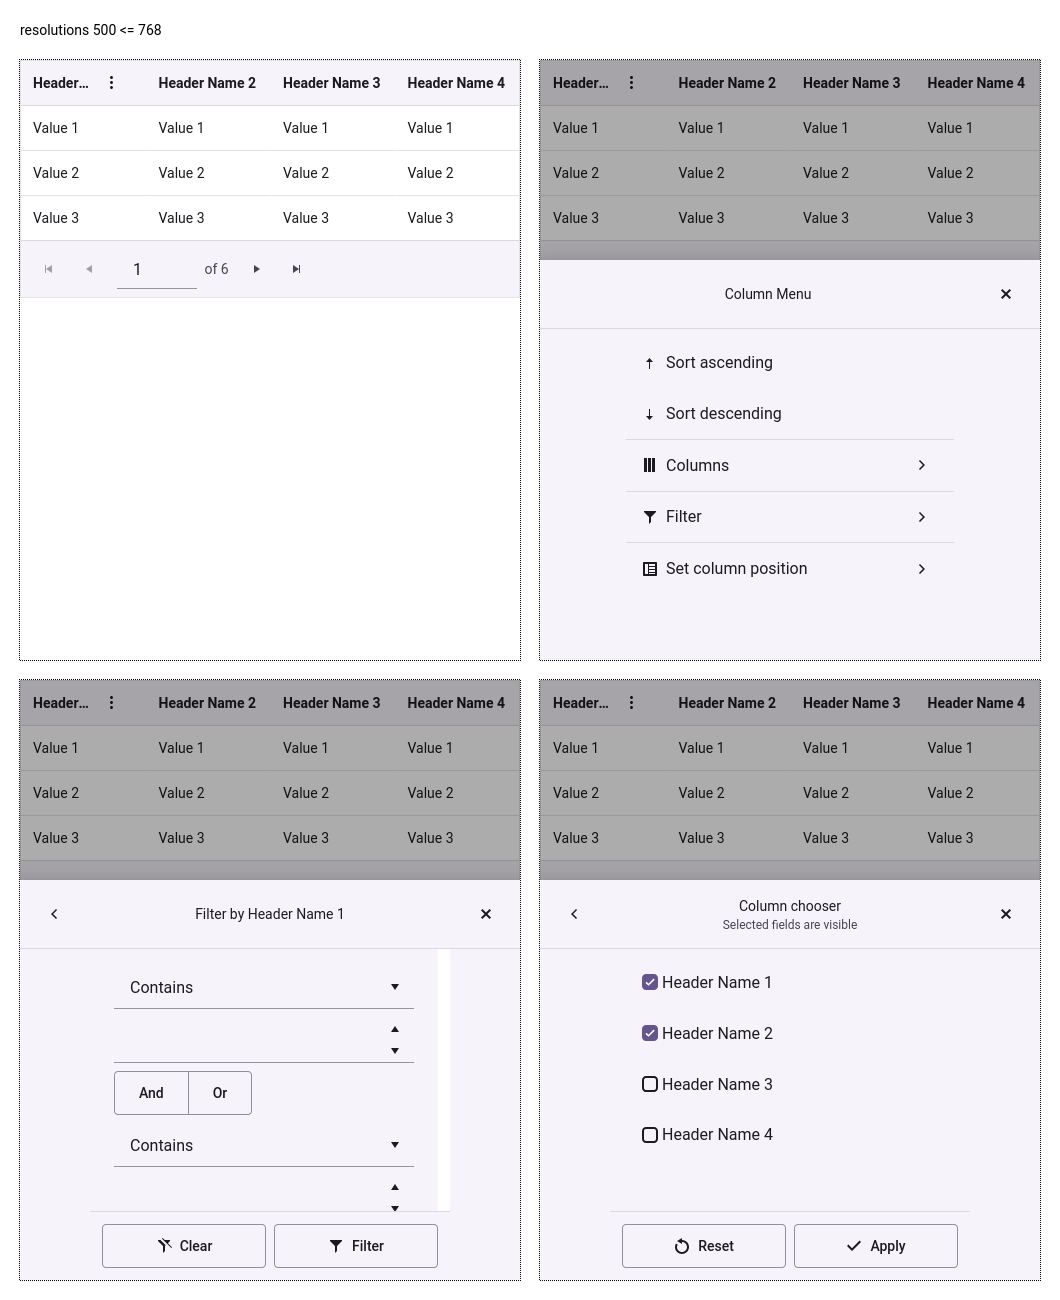 resolutions 500 <= 768
Header... Header Name 2 Header Name 3 Header Name 4
Value 1 Value 1 Value 1 Value 1
Value 2 Value 2 Value 2 Value 2
Value 3 Value 3 Value 3 Value 3
1 of 6
Header... Header Name 2 Header Name 3 Header Name 4
Value 1 Value 1 Value 1 Value 1
Value 2 Value 2 Value 2 Value 2
Value 3 Value 3 Value 3 Value 3
Column Menu
Sort ascending
Sort descending
Columns
Filter
Set column position
Header... Header Name 2 Header Name 3 Header Name 4
Value 1 Value 1 Value 1 Value 1
Value 2 Value 2 Value 2 Value 2
Value 3 Value 3 Value 3 Value 3
Filter by Header Name 1
Contains
And Or
Contains
Clear Filter
Header... Header Name 2 Header Name 3 Header Name 4
Value 1 Value 1 Value 1 Value 1
Value 2 Value 2 Value 2 Value 2
Value 3 Value 3 Value 3 Value 3
Column chooser
Selected fields are visible
Header Name 1
Header Name 2
Header Name 3
Header Name 4
Reset Apply